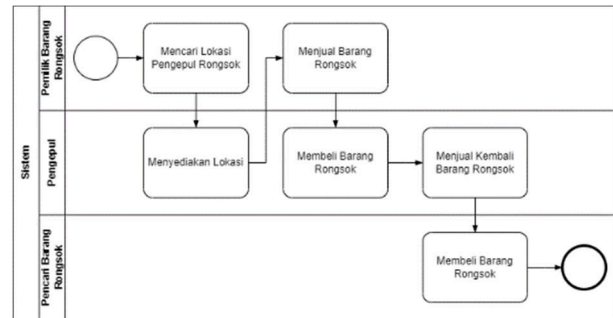 Sistem
Pemilik Barang
Rongsok
Mencari Lokasi
Pengepul Rongsok
Menjual Barang
Rongsok
Pengepul
Menyediakan Lokasi
Membeli Barang
Rongsok
Menjual Kembali
Barang Rongsok
Pencari Barang
Rongsok
Membeli Barang
Rongsok